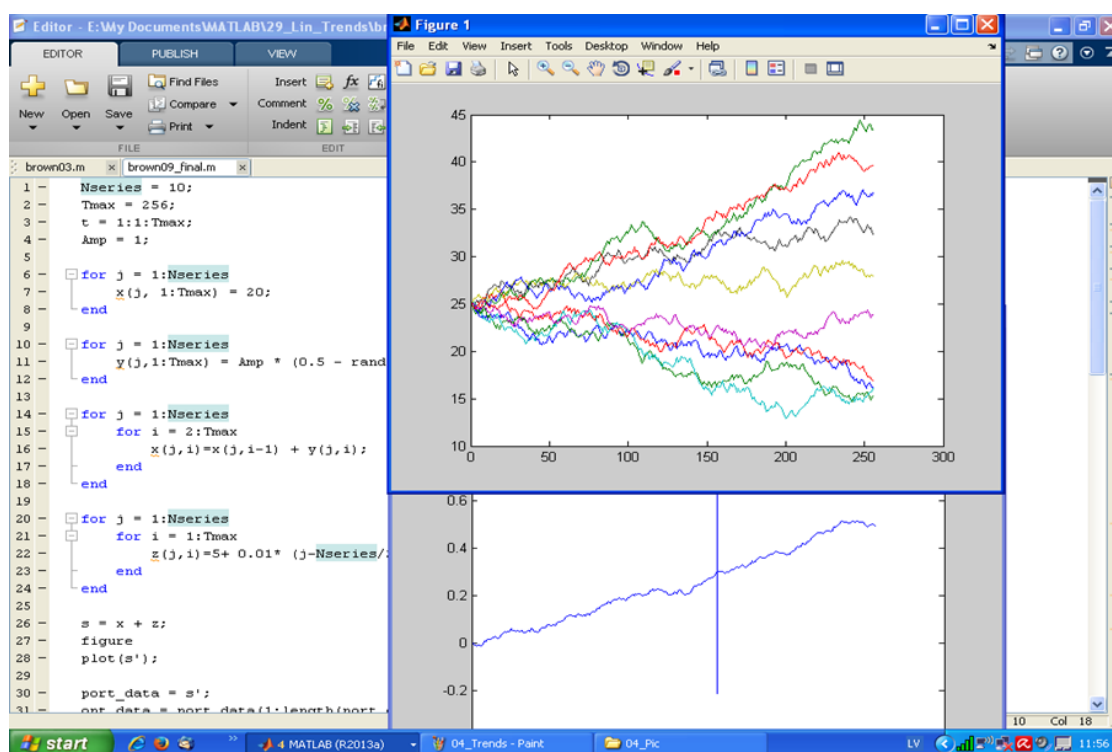 Editor - E:\My Documents\MATLAB\29_Lin_Trends\br
EDITOR PUBLISH VIEW
New Open Save
Find Files
Compare
Print
FILE
Insert fx
Comment
Indent
EDIT
brown03.m × brown09_final.m ×
1 - Nseries = 10;
2 - Tmax = 256;
3 - t = 1:1:Tmax;
4 - Amp = 1;
5
6 - for j = 1:Nseries
7 - x(j, 1:Tmax) = 20;
8 - end
9
10 - for j = 1:Nseries
11 - y(j,1:Tmax) = Amp * (0.5 - rand
12 - end
13
14 - for j = 1:Nseries
15 - for i = 2:Tmax
16 - x(j,i)=x(j,i-1) + y(j,i);
17 - end
18 - end
19
20 - for j = 1:Nseries
21 - for i = 1:Tmax
22 - z(j,i)=5+ 0.01* (j-Nseries/
23 - end
24 - end
25
26 - s = x + z;
27 - figure
28 - plot(s');
29
30 - port_data = s';
31 -
Figure 1
File Edit View Insert Tools Desktop Window Help
45
40
35
30
25
20
15
10
0 50 100 150 200 250 300
0.6
0.4
0.2
0
-0.2
10 Col 18
start
4 MATLAB (R2013a)
04_Trends - Paint
04_Pic
LV
11:56